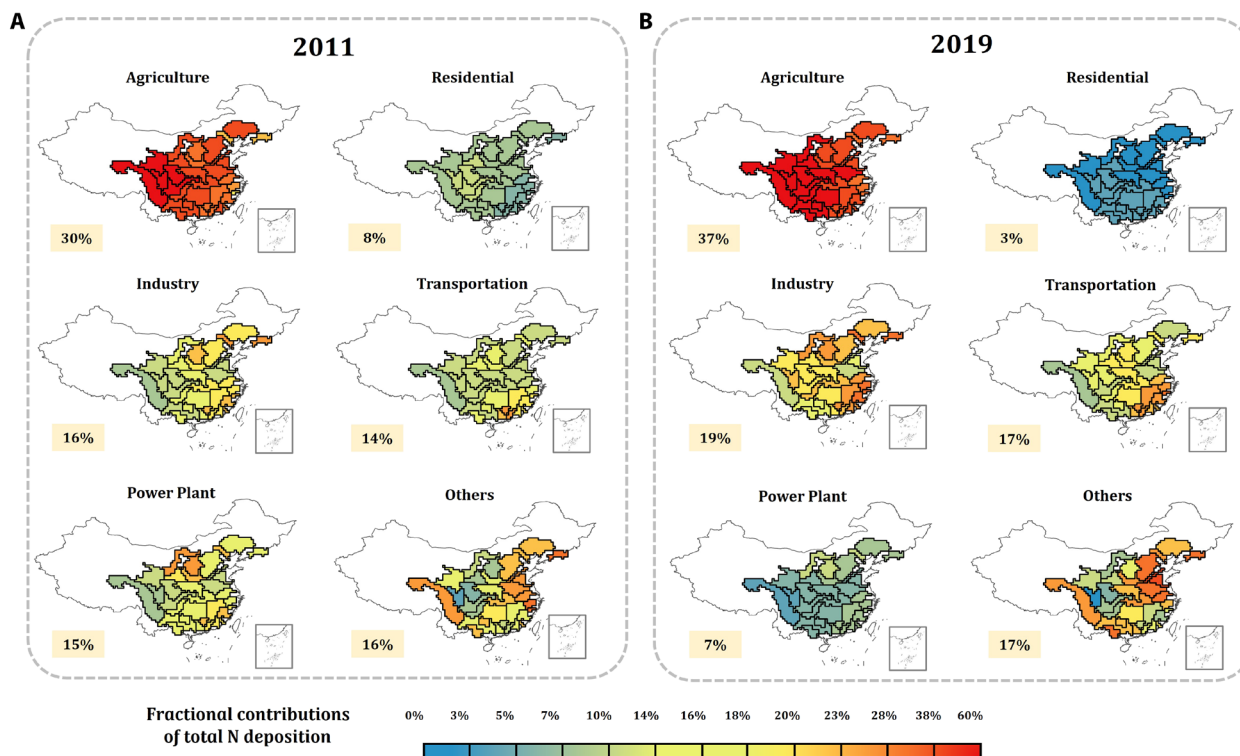 A
2011
Agriculture
Residential
30%
8%
Industry
Transportation
16%
14%
Power Plant
Others
15%
16%
B
2019
Agriculture
Residential
37%
3%
Industry
Transportation
19%
17%
Power Plant
Others
7%
17%
Fractional contributions
of total N deposition
0% 3% 5% 7% 10% 14% 16% 18% 20% 23% 28% 38% 60%